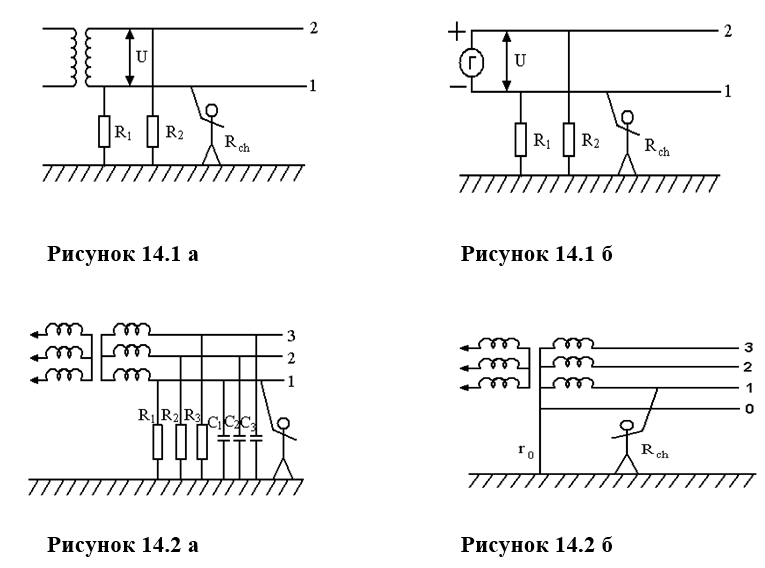 2
U
1
R1 R2 Rch
Рисунок 14.1 а
+ 2
Г U
− 1
R1 R2 Rch
Рисунок 14.1 б
3
2
1
R1 R2 R3 C1 C2 C3
Рисунок 14.2 а
3
2
1
0
r0 Rch
Рисунок 14.2 б